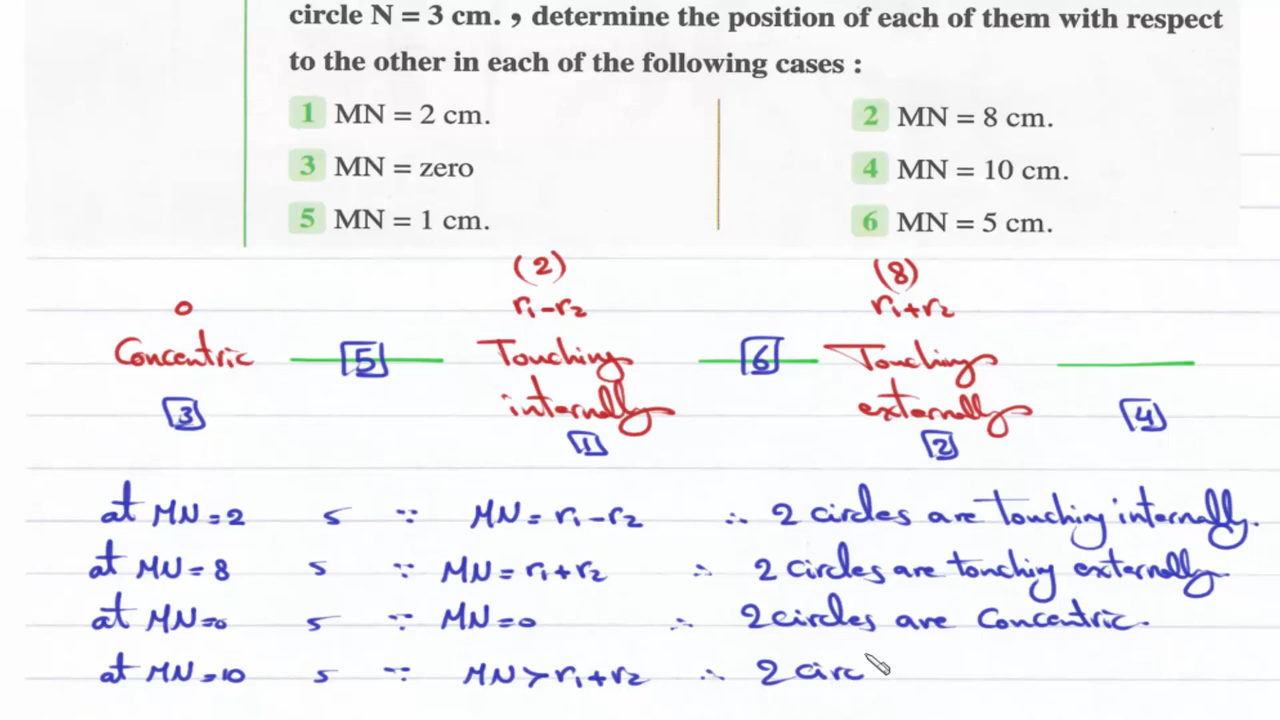 circle N = 3 cm. , determine the position of each of them with respect
to the other in each of the following cases :
1 MN = 2 cm.
2 MN = 8 cm.
3 MN = zero
4 MN = 10 cm.
5 MN = 1 cm.
6 MN = 5 cm.
(2) (8)
0 r₁-r₂ r₁+r₂
Concentric 5 Touching 6 Touching
3 internally externally 4
1 2
at MN=2 , ∵ MN=r₁-r₂ ∴ 2 circles are touching internally.
at MN=8 , ∵ MN=r₁+r₂ ∴ 2 circles are touching externally.
at MN=0 , ∵ MN=0 ∴ 2 circles are Concentric.
at MN=10 , ∵ MN>r₁+r₂ ∴ 2 circ